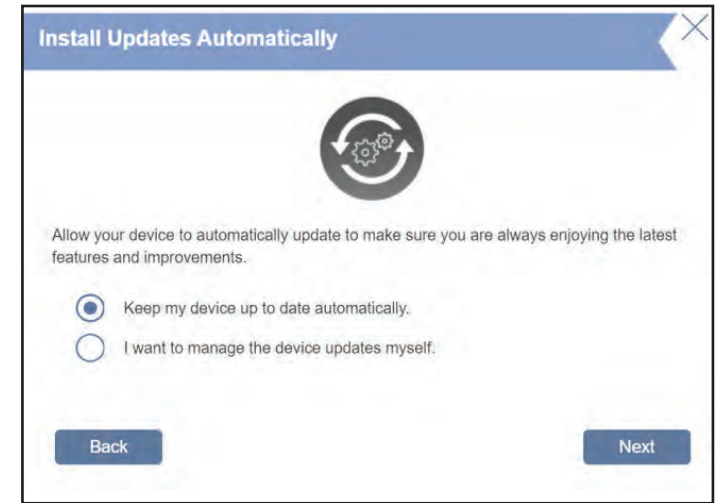 Install Updates Automatically
Allow your device to automatically update to make sure you are always enjoying the latest
features and improvements.
Keep my device up to date automatically.
I want to manage the device updates myself.
Back
Next